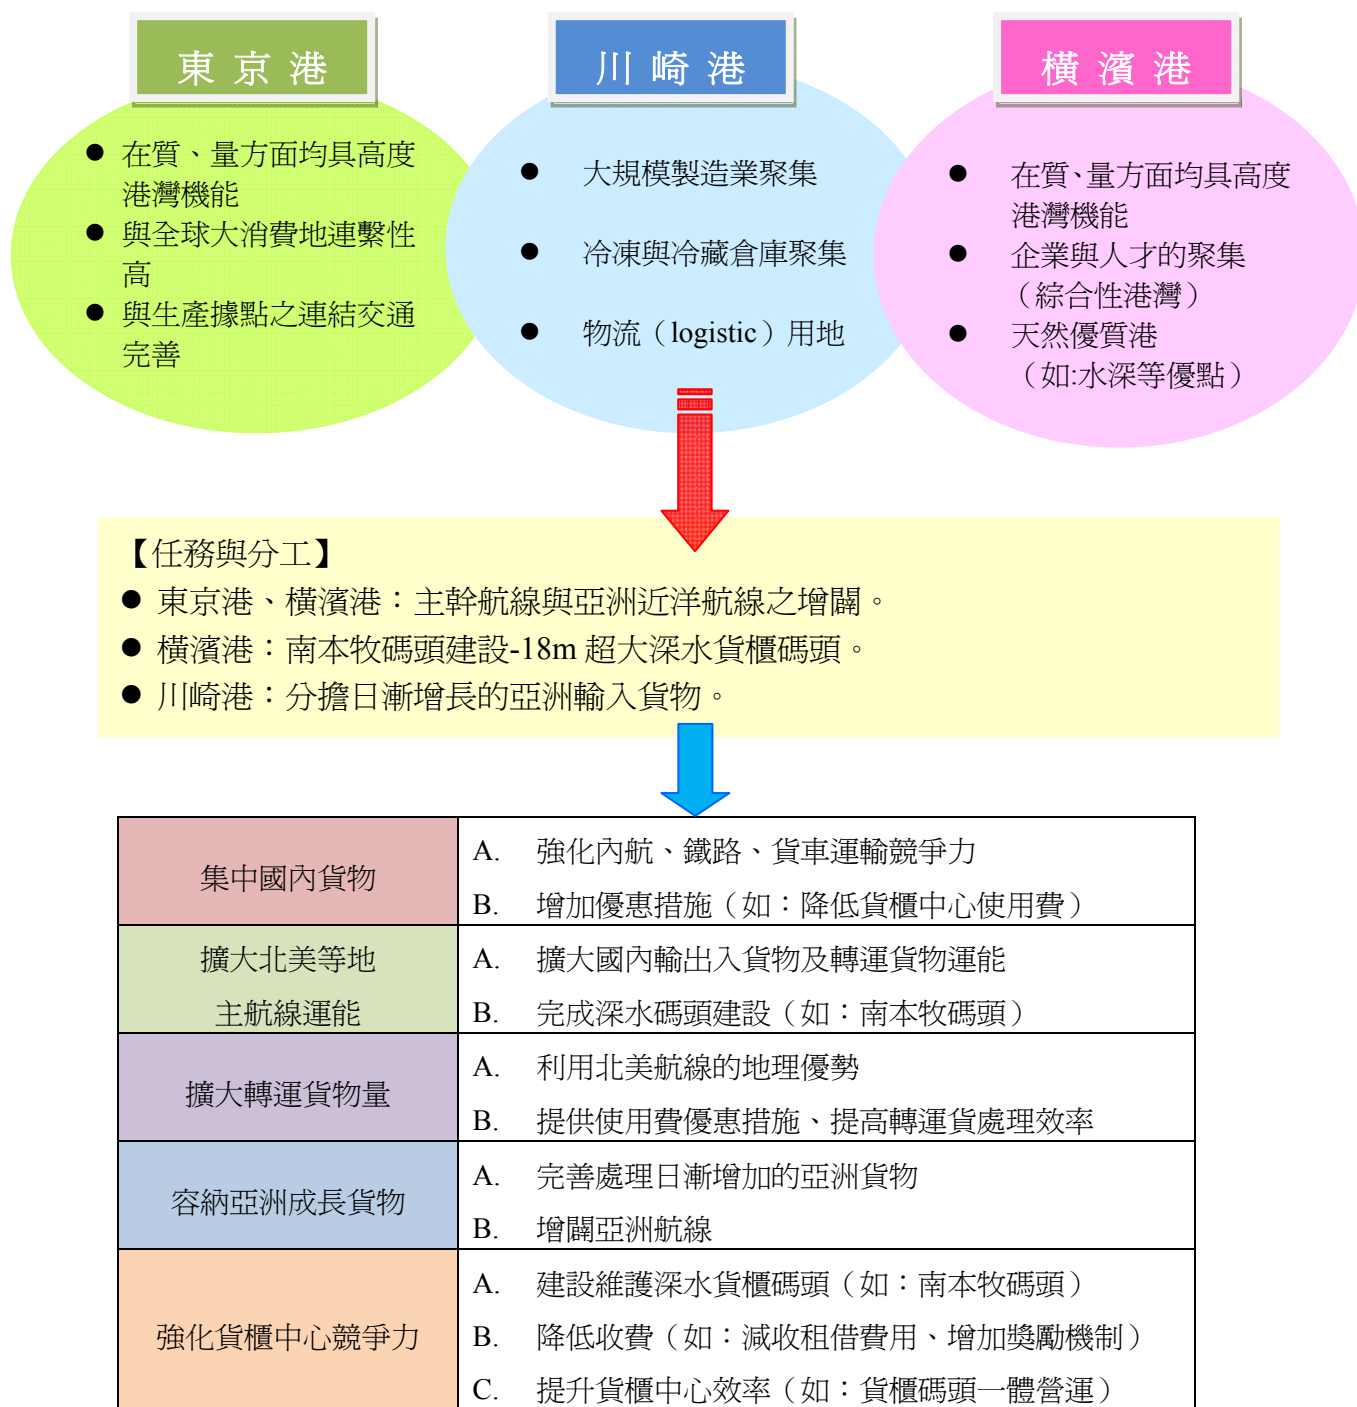 東京港
● 在質、量方面均具高度
港灣機能
● 與全球大消費地連繫性
高
● 與生產據點之連結交通
完善
川崎港
● 大規模製造業聚集
● 冷凍與冷藏倉庫聚集
● 物流（logistic）用地
橫濱港
● 在質、量方面均具高度
港灣機能
● 企業與人才的聚集
（綜合性港灣）
● 天然優質港
（如:水深等優點）
【任務與分工】
● 東京港、橫濱港：主幹航線與亞洲近洋航線之增闢。
● 橫濱港：南本牧碼頭建設-18m 超大深水貨櫃碼頭。
● 川崎港：分擔日漸增長的亞洲輸入貨物。
集中國內貨物
A. 強化內航、鐵路、貨車運輸競爭力
B. 增加優惠措施（如：降低貨櫃中心使用費）
擴大北美等地
主航線運能
A. 擴大國內輸出入貨物及轉運貨物運能
B. 完成深水碼頭建設（如：南本牧碼頭）
擴大轉運貨物量
A. 利用北美航線的地理優勢
B. 提供使用費優惠措施、提高轉運貨處理效率
容納亞洲成長貨物
A. 完善處理日漸增加的亞洲貨物
B. 增闢亞洲航線
強化貨櫃中心競爭力
A. 建設維護深水貨櫃碼頭（如：南本牧碼頭）
B. 降低收費（如：減收租借費用、增加獎勵機制）
C. 提升貨櫃中心效率（如：貨櫃碼頭一體營運）